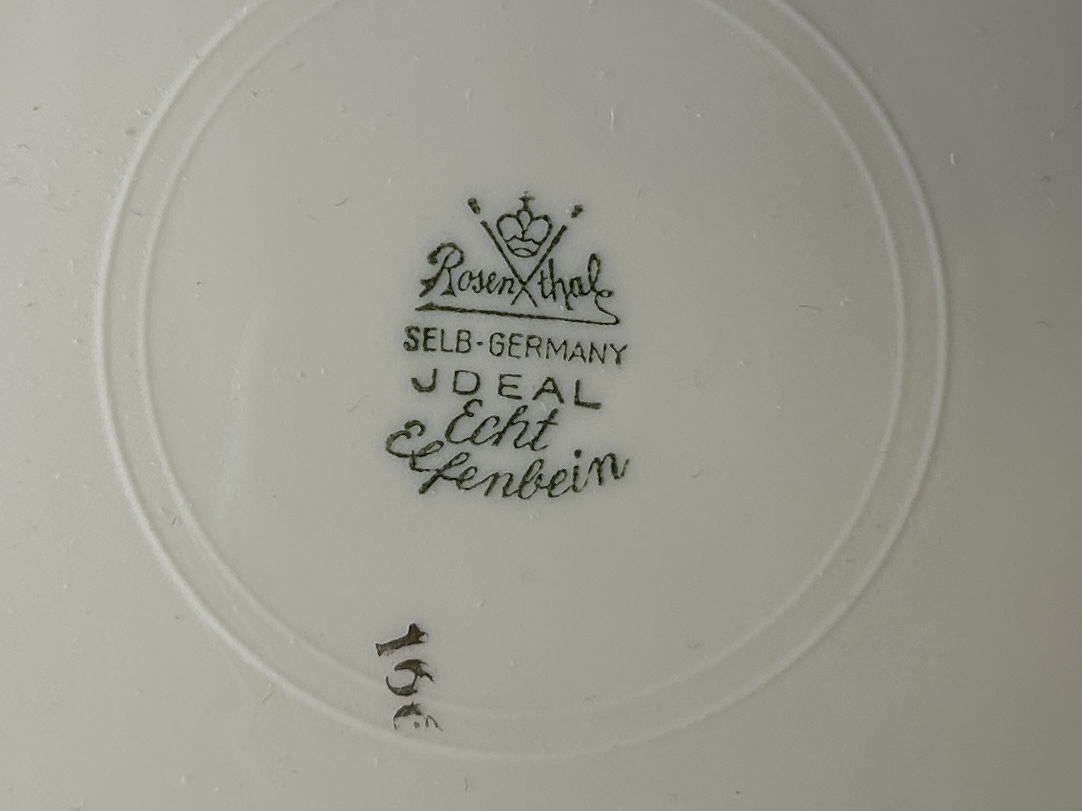 Rosenthal
SELB-GERMANY
JDEAL
Echt
Elfenbein